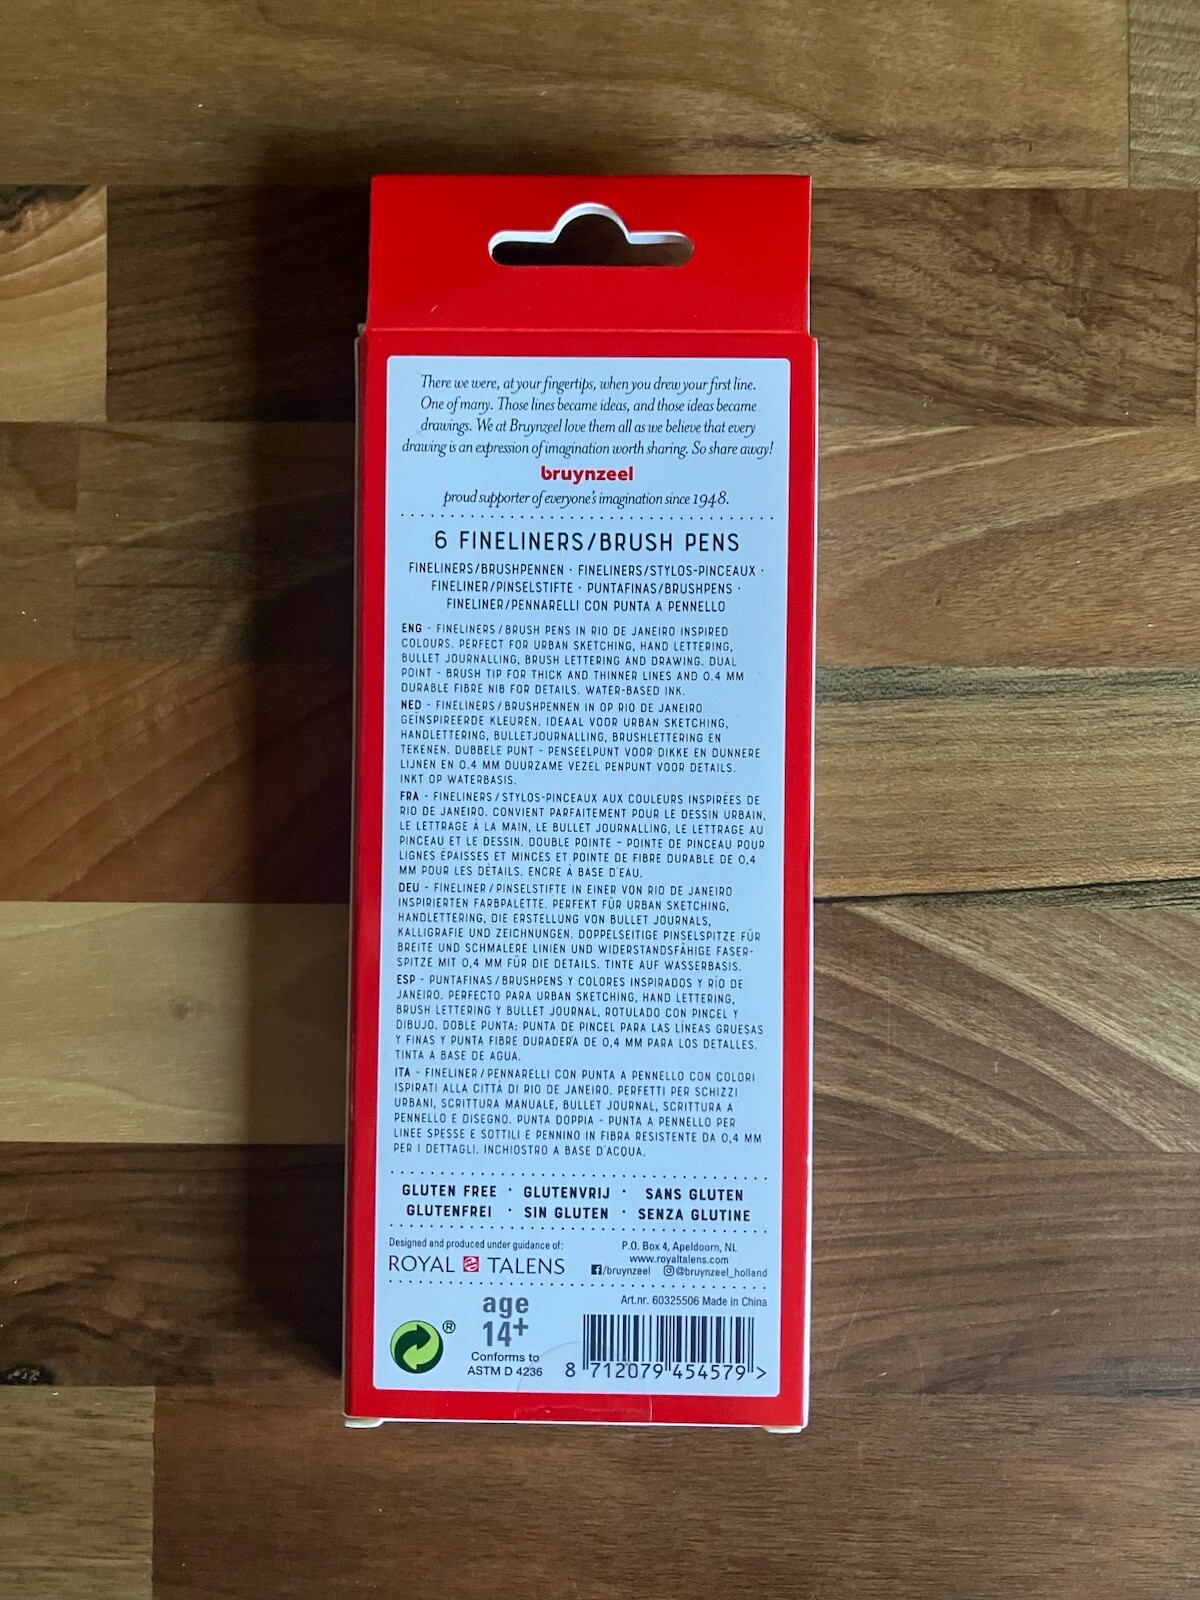 There we were, at your fingertips, when you drew your first line.
One of many. Those lines became ideas, and those ideas became
drawings. We at Bruynzeel love them all as we believe that every
drawing is an expression of imagination worth sharing. So share away!
bruynzeel
proud supporter of everyone's imagination since 1948.
6 FINELINERS/BRUSH PENS
FINELINERS/BRUSHPENNEN · FINELINERS/STYLOS-PINCEAUX ·
FINELINER/PINSELSTIFTE · PUNTAFINAS/BRUSHPENS ·
FINELINER/PENNARELLI CON PUNTA A PENNELLO
ENG - FINELINERS/BRUSH PENS IN RIO DE JANEIRO INSPIRED
COLOURS. PERFECT FOR URBAN SKETCHING, HAND LETTERING,
BULLET JOURNALLING, BRUSH LETTERING AND DRAWING. DUAL
POINT - BRUSH TIP FOR THICK AND THINNER LINES AND 0.4 MM
DURABLE FIBRE NIB FOR DETAILS. WATER-BASED INK.
NED - FINELINERS/BRUSHPENNEN IN OP RIO DE JANEIRO
GEÏNSPIREERDE KLEUREN. IDEAAL VOOR URBAN SKETCHING,
HANDLETTERING, BULLETJOURNALLING, BRUSHLETTERING EN
TEKENEN. DUBBELE PUNT - PENSEELPUNT VOOR DIKKE EN DUNNERE
LIJNEN EN 0.4 MM DUURZAME VEZEL PENPUNT VOOR DETAILS.
INKT OP WATERBASIS.
FRA - FINELINERS/STYLOS-PINCEAUX AUX COULEURS INSPIRÉES DE
RIO DE JANEIRO. CONVIENT PARFAITEMENT POUR LE DESSIN URBAIN,
LE LETTRAGE À LA MAIN, LE BULLET JOURNALLING, LE LETTRAGE AU
PINCEAU ET LE DESSIN. DOUBLE POINTE - POINTE DE PINCEAU POUR
LIGNES ÉPAISSES ET MINCES ET POINTE DE FIBRE DURABLE DE 0,4
MM POUR LES DÉTAILS. ENCRE À BASE D'EAU.
DEU - FINELINER/PINSELSTIFTE IN EINER VON RIO DE JANEIRO
INSPIRIERTEN FARBPALETTE. PERFEKT FÜR URBAN SKETCHING,
HANDLETTERING, DIE ERSTELLUNG VON BULLET JOURNALS,
KALLIGRAFIE UND ZEICHNUNGEN. DOPPELSEITIGE PINSELSPITZE FÜR
BREITE UND SCHMALERE LINIEN UND WIDERSTANDSFÄHIGE FASER-
SPITZE MIT 0,4 MM FÜR DIE DETAILS. TINTE AUF WASSERBASIS.
ESP - PUNTAFINAS/BRUSHPENS Y COLORES INSPIRADOS Y RÍO DE
JANEIRO. PERFECTO PARA URBAN SKETCHING, HAND LETTERING,
BRUSH LETTERING Y BULLET JOURNAL, ROTULADO CON PINCEL Y
DIBUJO. DOBLE PUNTA: PUNTA DE PINCEL PARA LAS LÍNEAS GRUESAS
Y FINAS Y PUNTA FIBRE DURADERA DE 0,4 MM PARA LOS DETALLES.
TINTA A BASE DE AGUA.
ITA - FINELINER/PENNARELLI CON PUNTA A PENNELLO CON COLORI
ISPIRATI ALLA CITTÀ DI RIO DE JANEIRO. PERFETTI PER SCHIZZI
URBANI, SCRITTURA MANUALE, BULLET JOURNAL, SCRITTURA A
PENNELLO E DISEGNO. PUNTA DOPPIA - PUNTA A PENNELLO PER
LINEE SPESSE E SOTTILI E PENNINO IN FIBRA RESISTENTE DA 0,4 MM
PER I DETTAGLI. INCHIOSTRO A BASE D'ACQUA.
GLUTEN FREE · GLUTENVRIJ · SANS GLUTEN
GLUTENFREI · SIN GLUTEN · SENZA GLUTINE
Designed and produced under guidance of:
ROYAL TALENS
P.O. Box 4, Apeldoorn, NL
www.royaltalens.com
/bruynzeel @bruynzeel_holland
Art.nr. 60325506 Made in China
age
14+
Conforms to
ASTM D 4236
®
8 712079 454579 >